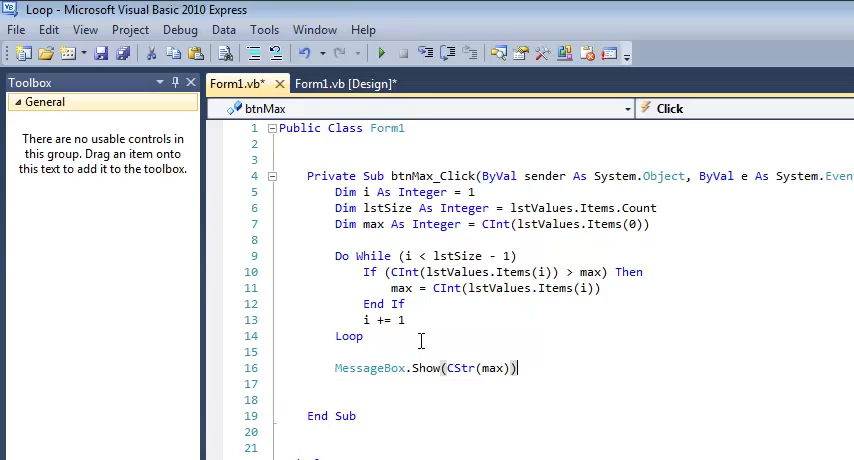 Loop - Microsoft Visual Basic 2010 Express
File Edit View Project Debug Data Tools Window Help
Toolbox
General
There are no usable controls in
this group. Drag an item onto
this text to add it to the toolbox.
Form1.vb* Form1.vb [Design]*
btnMax Click
1 Public Class Form1
2
3
4 Private Sub btnMax_Click(ByVal sender As System.Object, ByVal e As System.Even
5 Dim i As Integer = 1
6 Dim lstSize As Integer = lstValues.Items.Count
7 Dim max As Integer = CInt(lstValues.Items(0))
8
9 Do While (i < lstSize - 1)
10 If (CInt(lstValues.Items(i)) > max) Then
11 max = CInt(lstValues.Items(i))
12 End If
13 i += 1
14 Loop
15
16 MessageBox.Show(CStr(max))
17
18
19 End Sub
20
21